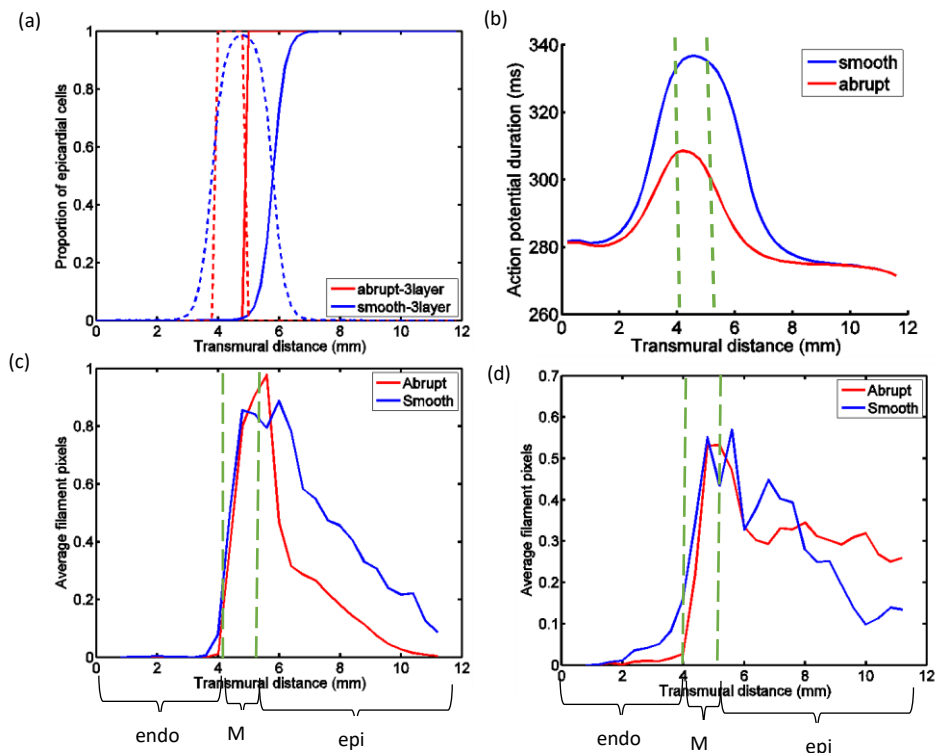 (a)
Proportion of epicardial cells
1
0.8
0.6
0.4
0.2
0
0 2 4 6 8 10 12
Transmural distance (mm)
abrupt-3layer
smooth-3layer
(b)
Action potential duration (ms)
340
320
300
280
260
0 2 4 6 8 10 12
Transmural distance (mm)
smooth
abrupt
(c)
Average filament pixels
1
0.8
0.6
0.4
0.2
0
0 2 4 6 8 10 12
Transmural distance (mm)
Abrupt
Smooth
endo
M
epi
(d)
Average filament pixels
0.7
0.6
0.5
0.4
0.3
0.2
0.1
0
0 2 4 6 8 10 12
Transmural distance (mm)
Abrupt
Smooth
endo
M
epi